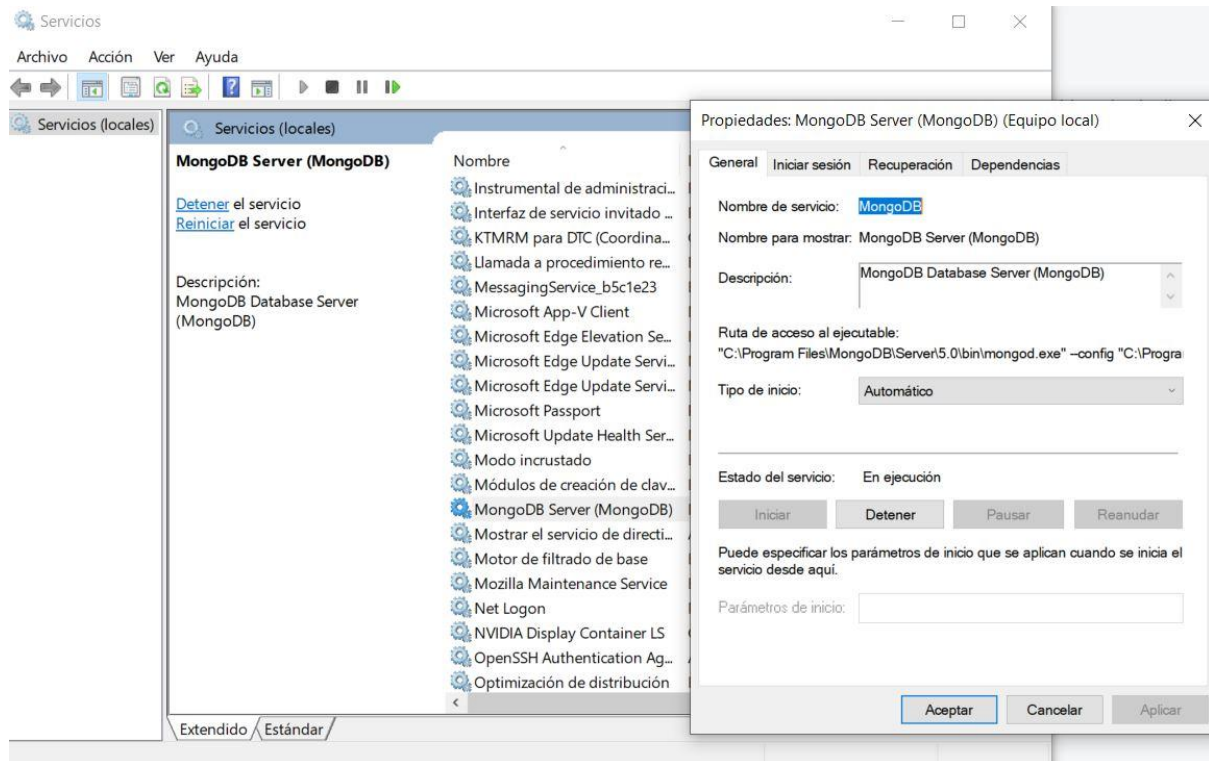 Servicios
Archivo Acción Ver Ayuda
Servicios (locales)
Servicios (locales)
MongoDB Server (MongoDB)
Detener el servicio
Reiniciar el servicio
Descripción:
MongoDB Database Server
(MongoDB)
Nombre
Instrumental de administraci...
Interfaz de servicio invitado ...
KTMRM para DTC (Coordina...
Llamada a procedimiento re...
MessagingService_b5c1e23
Microsoft App-V Client
Microsoft Edge Elevation Se...
Microsoft Edge Update Servi...
Microsoft Edge Update Servi...
Microsoft Passport
Microsoft Update Health Ser...
Modo incrustado
Módulos de creación de clav...
MongoDB Server (MongoDB)
Mostrar el servicio de directi...
Motor de filtrado de base
Mozilla Maintenance Service
Net Logon
NVIDIA Display Container LS
OpenSSH Authentication Ag...
Optimización de distribución
Extendido Estándar
Propiedades: MongoDB Server (MongoDB) (Equipo local)
General Iniciar sesión Recuperación Dependencias
Nombre de servicio: MongoDB
Nombre para mostrar: MongoDB Server (MongoDB)
Descripción: MongoDB Database Server (MongoDB)
Ruta de acceso al ejecutable:
"C:\Program Files\MongoDB\Server\5.0\bin\mongod.exe" --config "C:\Progra
Tipo de inicio: Automático
Estado del servicio: En ejecución
Iniciar Detener Pausar Reanudar
Puede especificar los parámetros de inicio que se aplican cuando se inicia el
servicio desde aquí.
Parámetros de inicio:
Aceptar Cancelar Aplicar